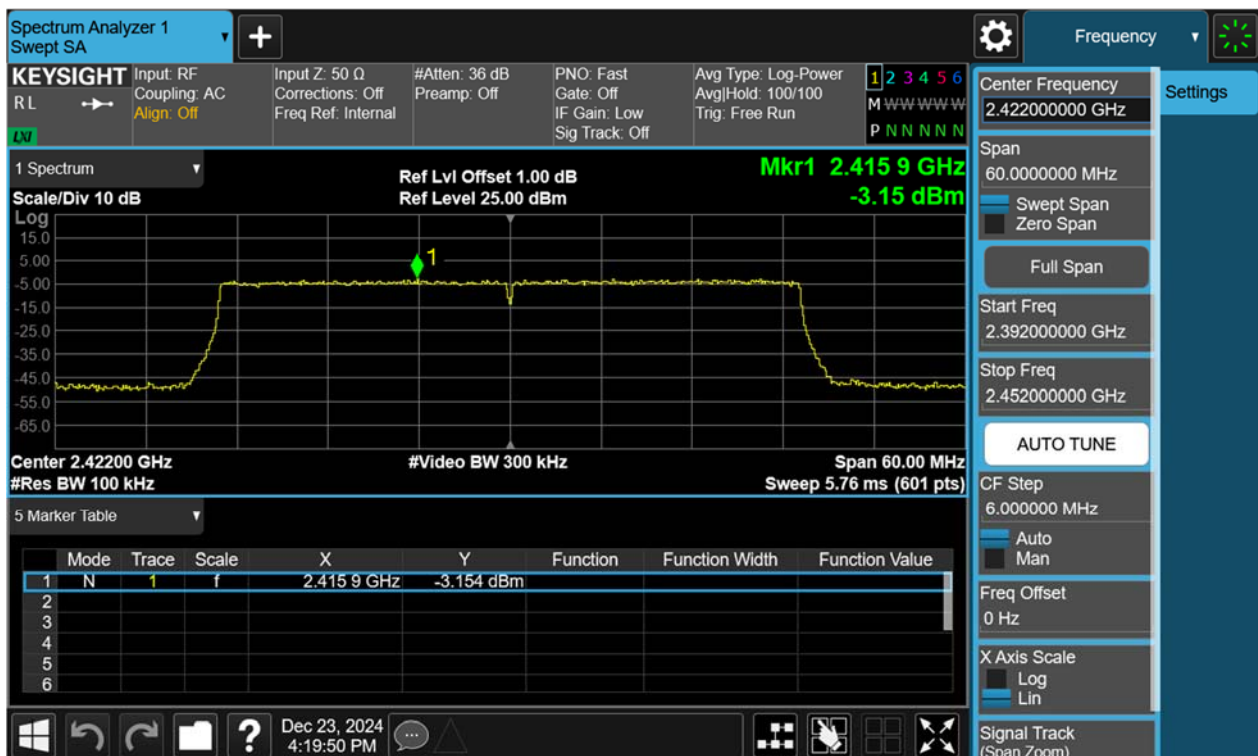 Spectrum Analyzer 1
Swept SA
+
Frequency
KEYSIGHT
R L
LXI
Input: RF
Coupling: AC
Align: Off
Input Z: 50 Ω
Corrections: Off
Freq Ref: Internal
#Atten: 36 dB
Preamp: Off
PNO: Fast
Gate: Off
IF Gain: Low
Sig Track: Off
Avg Type: Log-Power
Avg|Hold: 100/100
Trig: Free Run
1 2 3 4 5 6
M W W W W W
P N N N N N
1 Spectrum
Scale/Div 10 dB
Ref Lvl Offset 1.00 dB
Ref Level 25.00 dBm
Mkr1 2.415 9 GHz
-3.15 dBm
Log
15.0
5.00
-5.00
-15.0
-25.0
-35.0
-45.0
-55.0
-65.0
1
Center 2.42200 GHz
#Video BW 300 kHz
Span 60.00 MHz
#Res BW 100 kHz
Sweep 5.76 ms (601 pts)
5 Marker Table
Mode Trace Scale X Y Function Function Width Function Value
1 N 1 f 2.415 9 GHz -3.154 dBm
2
3
4
5
6
?
Dec 23, 2024
4:19:50 PM
Center Frequency
2.422000000 GHz
Settings
Span
60.0000000 MHz
Swept Span
Zero Span
Full Span
Start Freq
2.392000000 GHz
Stop Freq
2.452000000 GHz
AUTO TUNE
CF Step
6.000000 MHz
Auto
Man
Freq Offset
0 Hz
X Axis Scale
Log
Lin
Signal Track
(Span Zoom)